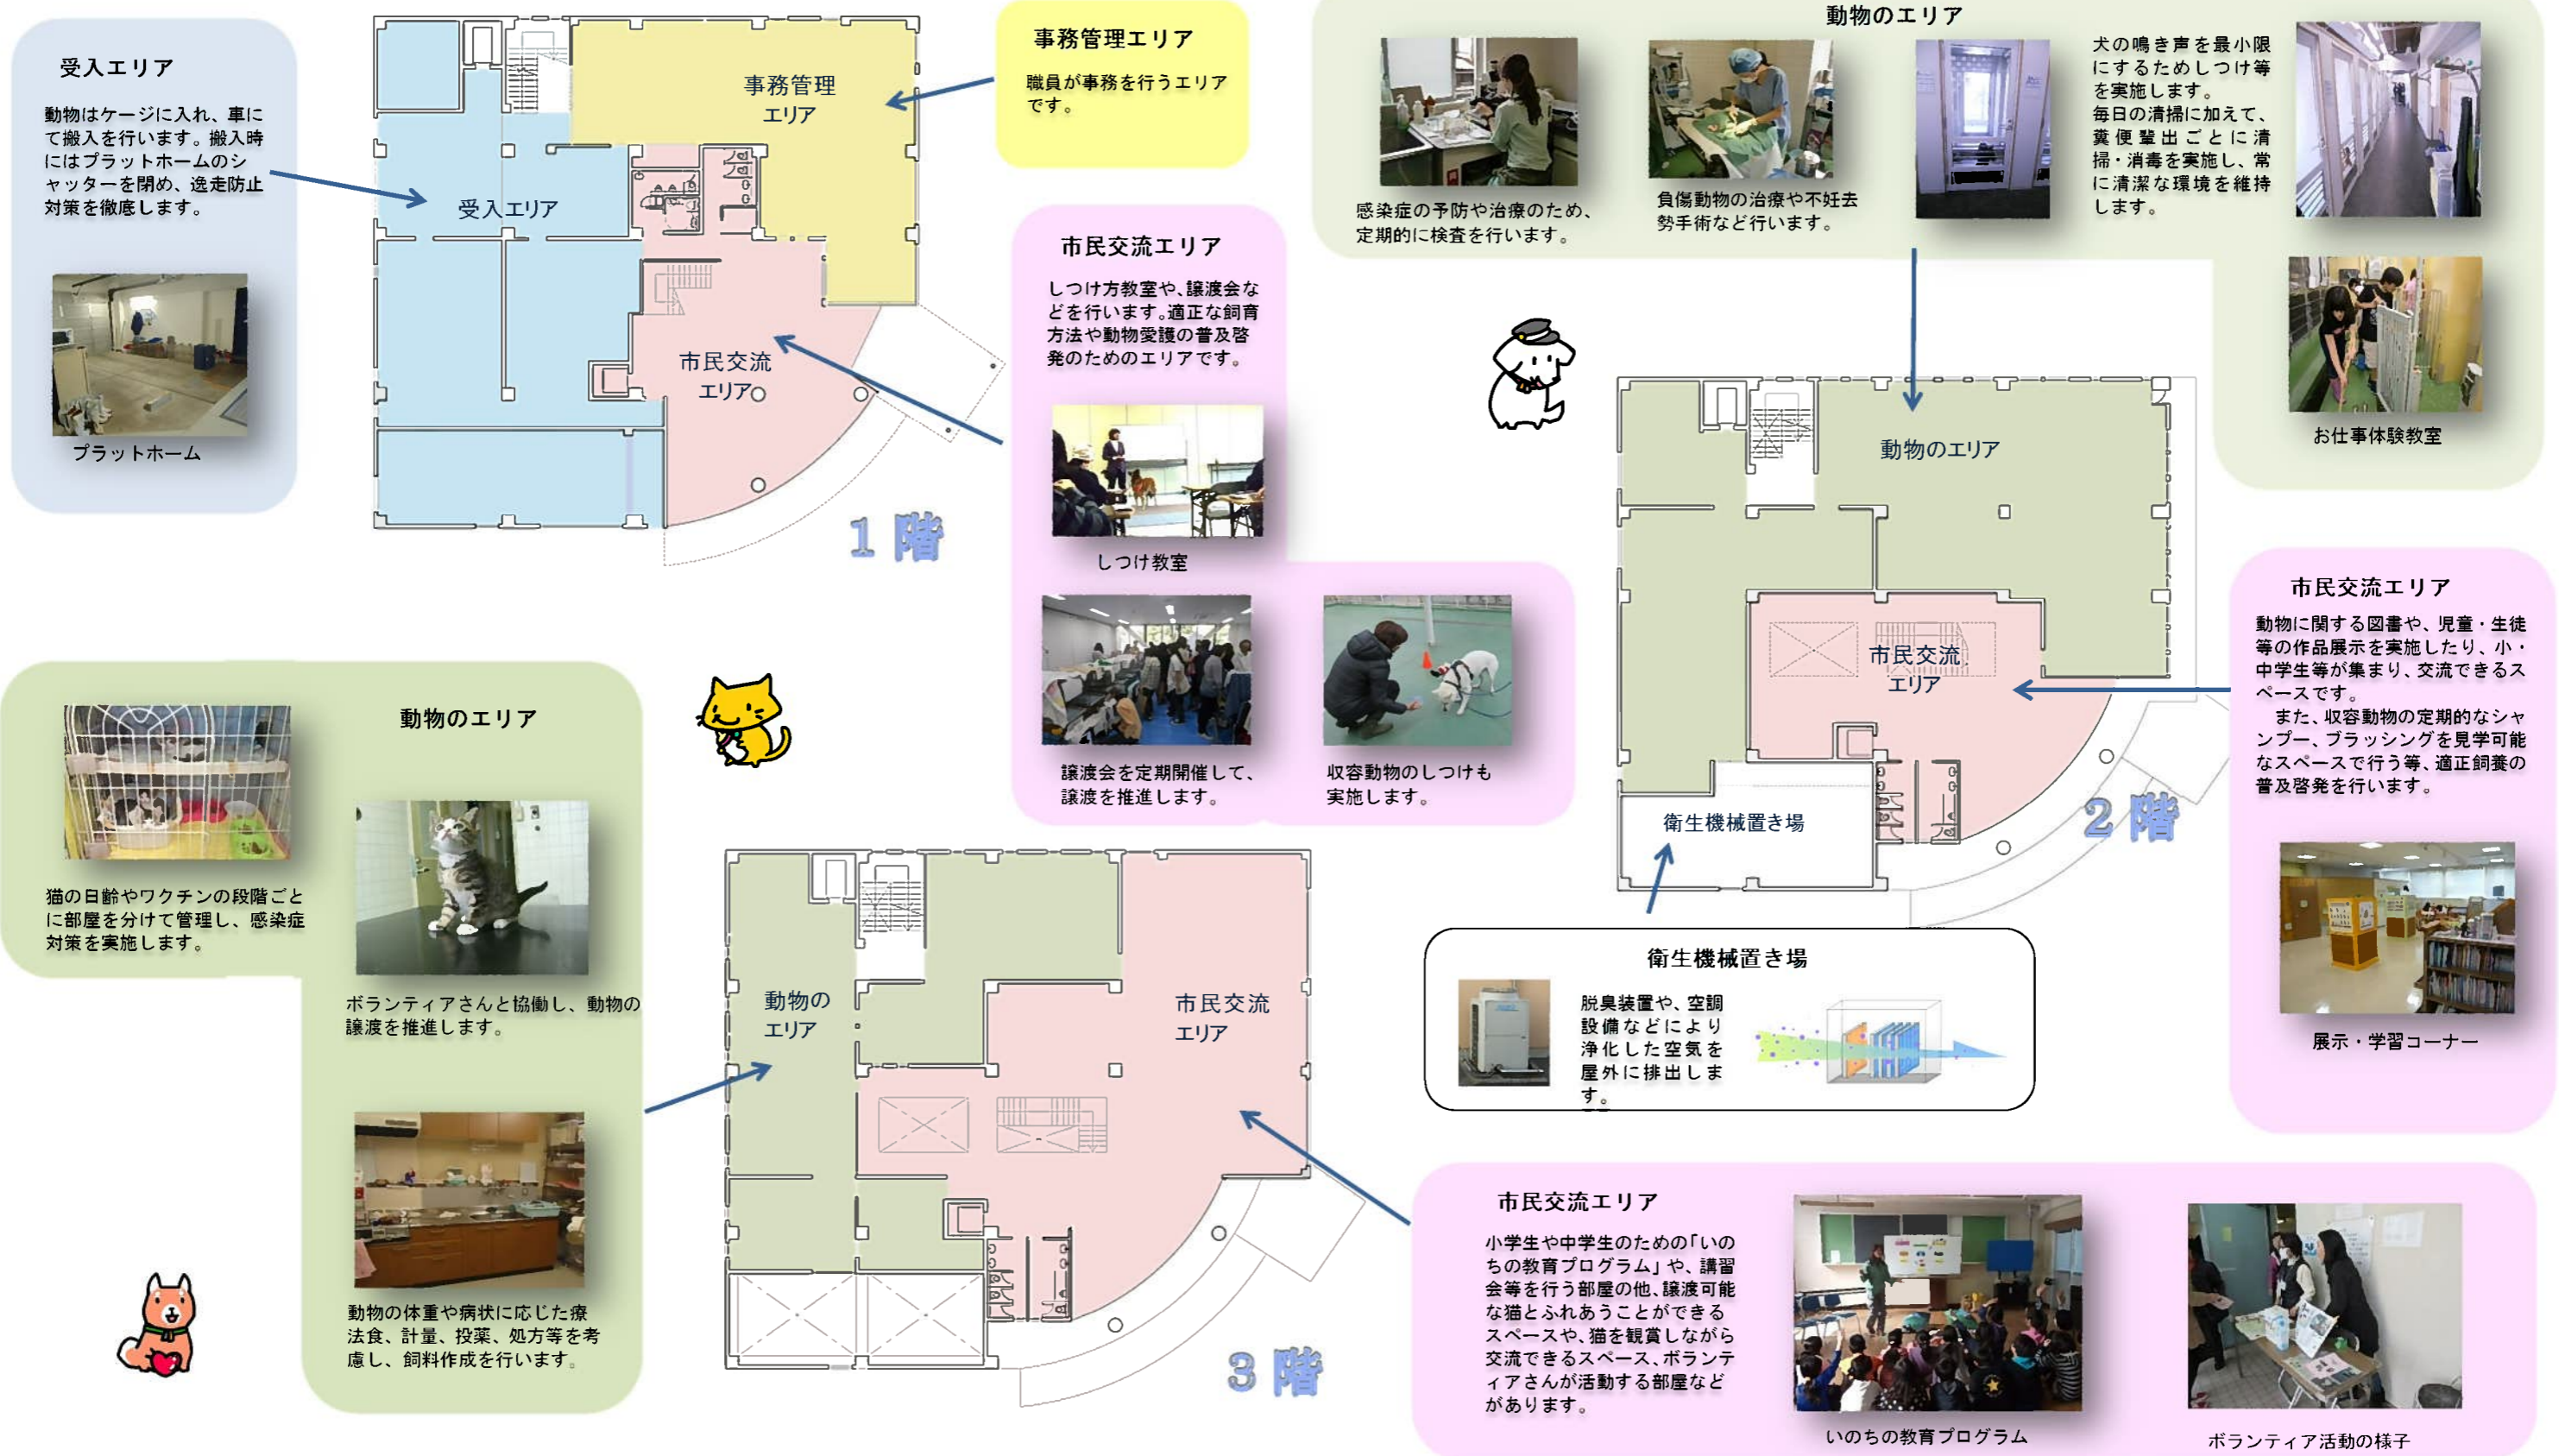 受入エリア
動物はケージに入れ、車に
て搬入を行います。搬入時
にはプラットホームのシ
ャッターを閉め、逸走防止
対策を徹底します。
プラットホーム
事務管理
エリア
受入エリア
市民交流
エリア
1 階
事務管理エリア
職員が事務を行うエリア
です。
市民交流エリア
しつけ方教室や、譲渡会な
どを行います。適正な飼育
方法や動物愛護の普及啓
発のためのエリアです。
しつけ教室
譲渡会を定期開催して、
譲渡を推進します。
収容動物のしつけも
実施します。
動物のエリア
感染症の予防や治療のため、
定期的に検査を行います。
負傷動物の治療や不妊去
勢手術など行います。
犬の鳴き声を最小限
にするためしつけ等
を実施します。
毎日の清掃に加えて、
糞便輩出ごとに清
掃・消毒を実施し、常
に清潔な環境を維持
します。
お仕事体験教室
動物のエリア
市民交流
エリア
衛生機械置き場
2 階
市民交流エリア
動物に関する図書や、児童・生徒
等の作品展示を実施したり、小・
中学生等が集まり、交流できるス
ペースです。
また、収容動物の定期的なシャ
ンプー、ブラッシングを見学可能
なスペースで行う等、適正飼養の
普及啓発を行います。
展示・学習コーナー
衛生機械置き場
脱臭装置や、空調
設備などにより
浄化した空気を
屋外に排出しま
す。
動物のエリア
猫の日齢やワクチンの段階ごと
に部屋を分けて管理し、感染症
対策を実施します。
ボランティアさんと協働し、動物の
譲渡を推進します。
動物の体重や病状に応じた療
法食、計量、投薬、処方等を考
慮し、飼料作成を行います。
動物の
エリア
市民交流
エリア
3 階
市民交流エリア
小学生や中学生のための「いの
ちの教育プログラム」や、講習
会等を行う部屋の他、譲渡可能
な猫とふれあうことができる
スペースや、猫を観賞しながら
交流できるスペース、ボランテ
ィアさんが活動する部屋など
があります。
いのちの教育プログラム
ボランティア活動の様子